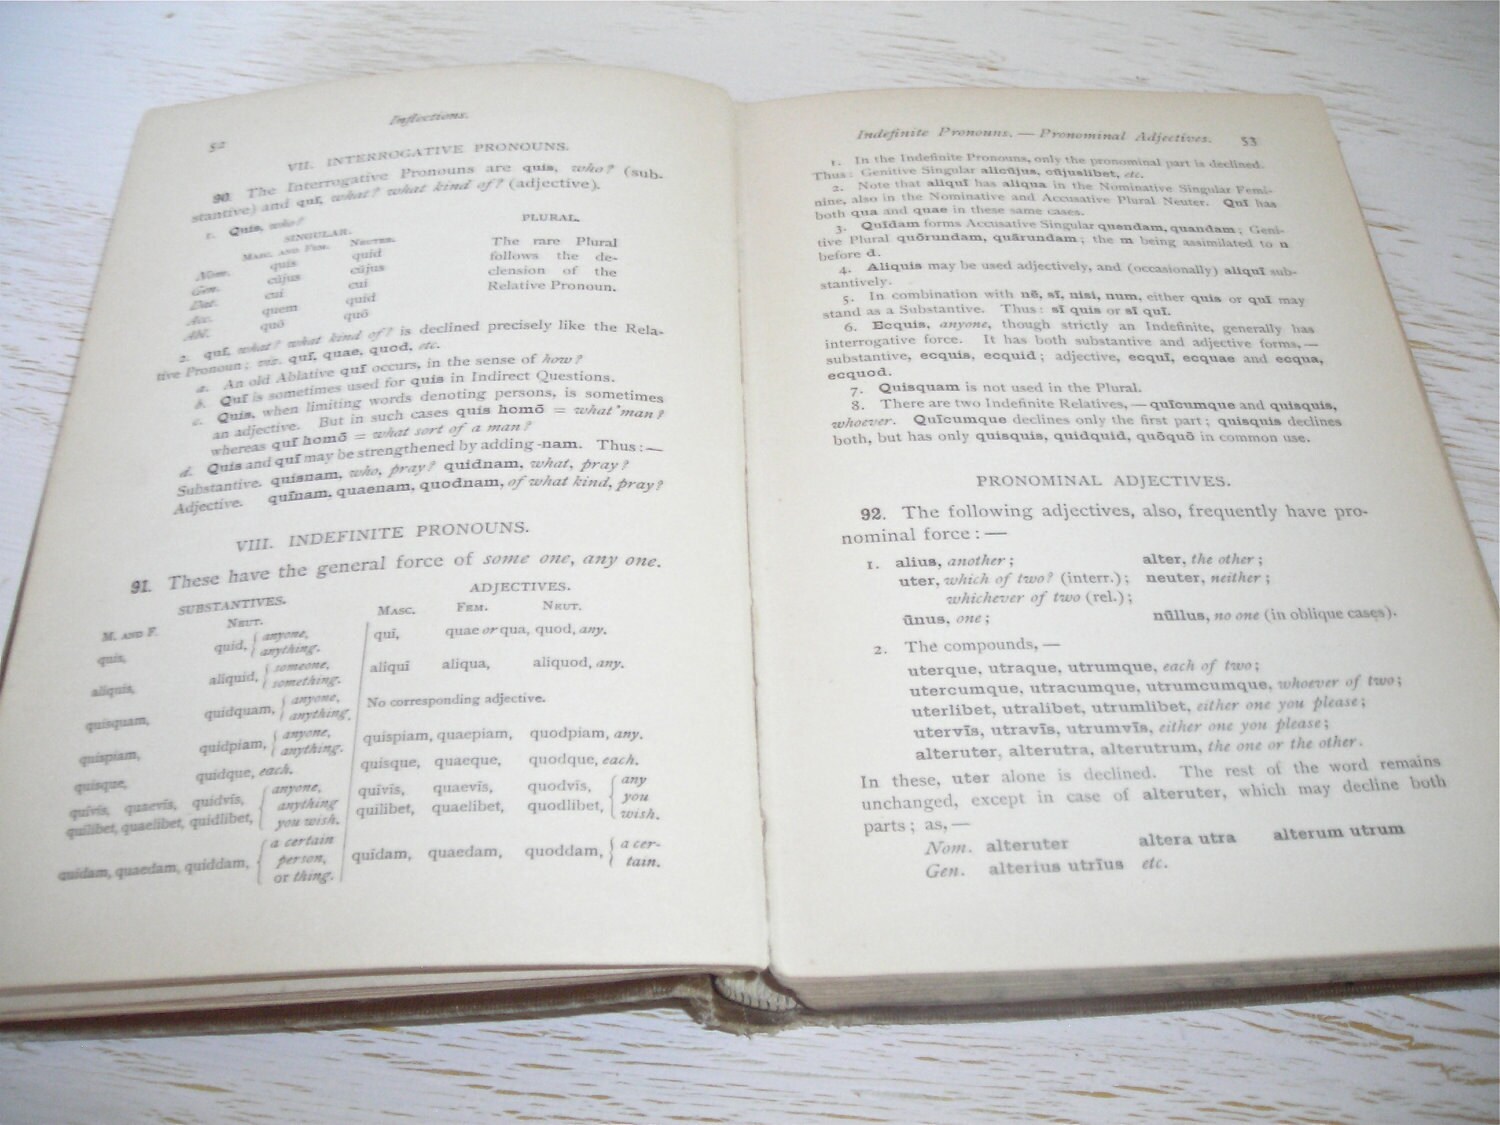 52
Inflections.
VII. INTERROGATIVE PRONOUNS.
90. The Interrogative Pronouns are quis, who? (sub-
stantive) and quī, what? what kind of? (adjective).
1. Quis, who?
SINGULAR. PLURAL.
MASC. AND FEM. NEUTER.
Nom. quis quid The rare Plural
Gen. cūjus cūjus follows the de-
Dat. cui cui clension of the
Acc. quem quid Relative Pronoun.
Abl. quō quō
2. quī, what? what kind of? is declined precisely like the Rela-
tive Pronoun; viz. quī, quae, quod, etc.
a. An old Ablative quī occurs, in the sense of how?
b. Quī is sometimes used for quis in Indirect Questions.
c. Quis, when limiting words denoting persons, is sometimes
an adjective. But in such cases quis homō = what man?
whereas quī homō = what sort of a man?
d. Quis and quī may be strengthened by adding -nam. Thus:—
Substantive. quisnam, who, pray? quidnam, what, pray?
Adjective. quīnam, quaenam, quodnam, of what kind, pray?
VIII. INDEFINITE PRONOUNS.
91. These have the general force of some one, any one.
SUBSTANTIVES. ADJECTIVES.
M. AND F. NEUT. MASC. FEM. NEUT.
quis, quid, { anyone, anything. quī, quae or qua, quod, any.
aliquis, aliquid, { someone, something. aliquī aliqua, aliquod, any.
quisquam, quidquam, { anyone, anything. No corresponding adjective.
quispiam, quidpiam, { anyone, anything. quispiam, quaepiam, quodpiam, any.
quisque, quidque, each. quisque, quaeque, quodque, each.
quīvīs, quaevīs, quidvīs, { anyone, quīvīs, quaevīs, quodvīs, { any
quīlibet, quaelibet, quidlibet, anything you wish. quīlibet, quaelibet, quodlibet, you wish.
quīdam, quaedam, quiddam, { a certain person, or thing. quīdam, quaedam, quoddam, { a cer-
tain.
Indefinite Pronouns. — Pronominal Adjectives. 53
1. In the Indefinite Pronouns, only the pronominal part is declined.
Thus: Genitive Singular alicūjus, cūjuslibet, etc.
2. Note that aliquī has aliqua in the Nominative Singular Femi-
nine, also in the Nominative and Accusative Plural Neuter. Quī has
both qua and quae in these same cases.
3. Quīdam forms Accusative Singular quendam, quandam; Geni-
tive Plural quōrundam, quārundam; the m being assimilated to n
before d.
4. Aliquis may be used adjectively, and (occasionally) aliquī sub-
stantively.
5. In combination with nē, sī, nisi, num, either quis or quī may
stand as a Substantive. Thus: sī quis or sī quī.
6. Ecquis, anyone, though strictly an Indefinite, generally has
interrogative force. It has both substantive and adjective forms,—
substantive, ecquis, ecquid; adjective, ecquī, ecquae and ecqua,
ecquod.
7. Quisquam is not used in the Plural.
8. There are two Indefinite Relatives,—quīcumque and quisquis,
whoever. Quīcumque declines only the first part; quisquis declines
both, but has only quisquis, quidquid, quōquō in common use.
PRONOMINAL ADJECTIVES.
92. The following adjectives, also, frequently have pro-
nominal force:—
1. alius, another; alter, the other;
uter, which of two? (interr.); neuter, neither;
whichever of two (rel.);
ūnus, one; nūllus, no one (in oblique cases).
2. The compounds,—
uterque, utraque, utrumque, each of two;
utercumque, utracumque, utrumcumque, whoever of two;
uterlibet, utralibet, utrumlibet, either one you please;
utervīs, utravīs, utrumvīs, either one you please;
alteruter, alterutra, alterutrum, the one or the other.
In these, uter alone is declined. The rest of the word remains
unchanged, except in case of alteruter, which may decline both
parts; as,—
Nom. alteruter altera utra alterum utrum
Gen. alterius utrīus etc.